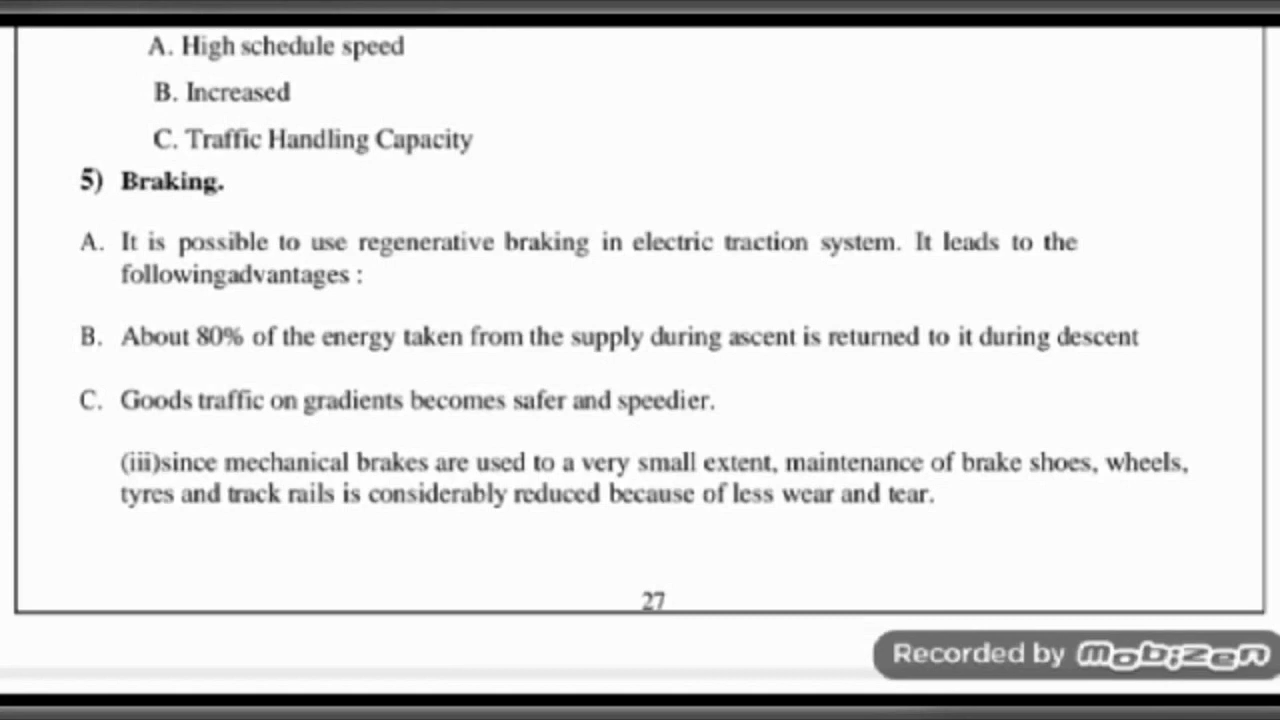 A. High schedule speed
B. Increased
C. Traffic Handling Capacity
5) Braking.
A. It is possible to use regenerative braking in electric traction system. It leads to the
followingadvantages :
B. About 80% of the energy taken from the supply during ascent is returned to it during descent
C. Goods traffic on gradients becomes safer and speedier.
(iii)since mechanical brakes are used to a very small extent, maintenance of brake shoes, wheels,
tyres and track rails is considerably reduced because of less wear and tear.
27
Recorded by mobizen